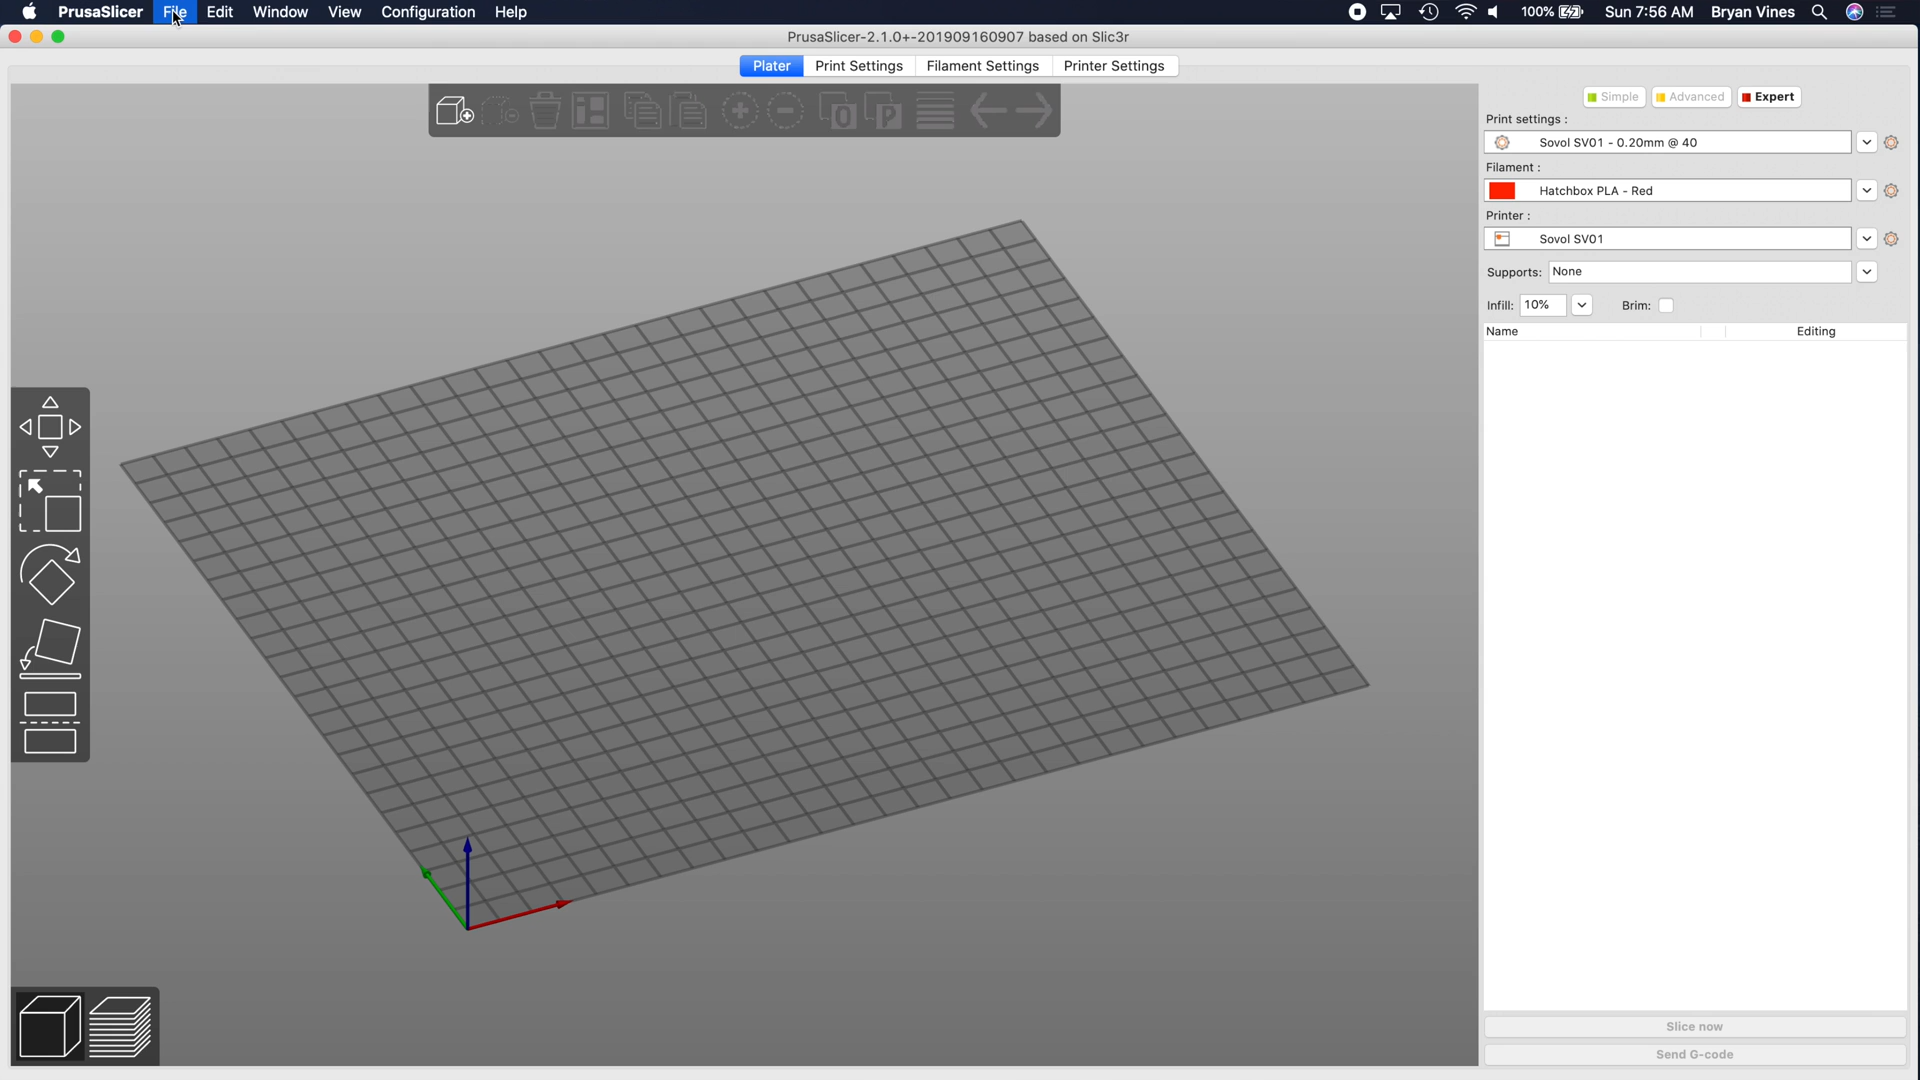 PrusaSlicer File Edit Window View Configuration Help 100% Sun 7:56 AM Bryan Vines
PrusaSlicer-2.1.0+-201909160907 based on Slic3r
Plater Print Settings Filament Settings Printer Settings
Simple Advanced Expert
Print settings :
Sovol SV01 - 0.20mm @ 40
Filament :
Hatchbox PLA - Red
Printer :
Sovol SV01
Supports: None
Infill: 10% Brim:
Name Editing
Slice now
Send G-code